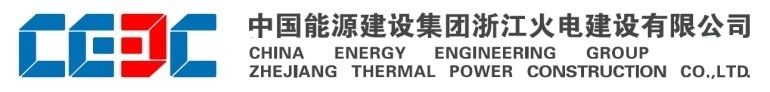 CEEC
中国能源建设集团浙江火电建设有限公司
CHINA ENERGY ENGINEERING GROUP
ZHEJIANG THERMAL POWER CONSTRUCTION CO.,LTD.